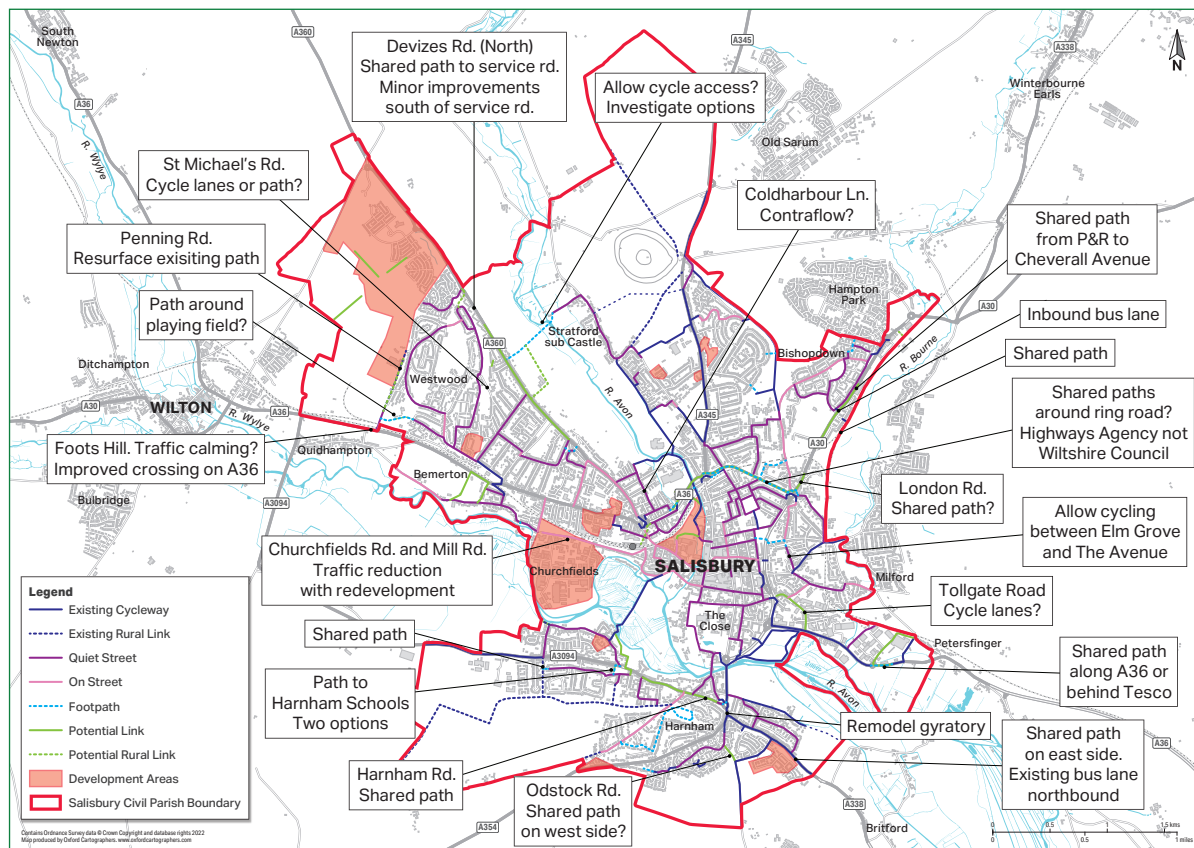 South
Newton
A360
A345
A338
N
Winterbourne
Earls
Devizes Rd. (North)
Shared path to service rd.
Minor improvements
south of service rd.
Allow cycle access?
Investigate options
A36
R. Wylye
Old Sarum
St Michael's Rd.
Cycle lanes or path?
Coldharbour Ln.
Contraflow?
Shared path
from P&R to
Cheverall Avenue
Penning Rd.
Resurface exisiting path
Hampton
Park
A30
Path around
playing field?
Inbound bus lane
Stratford
sub Castle
A360
Bishopdown
R. Bourne
Shared path
Ditchampton
Westwood
R. Avon
A345
Shared paths
around ring road?
Highways Agency not
Wiltshire Council
A30
WILTON
R. Wylye
A36
A30
Foots Hill. Traffic calming?
Improved crossing on A36
Quidhampton
Bemerton
A36
London Rd.
Shared path?
Bulbridge
A3094
Allow cycling
between Elm Grove
and The Avenue
Churchfields Rd. and Mill Rd.
Traffic reduction
with redevelopment
Churchfields
SALISBURY
Milford
Tollgate Road
Cycle lanes?
The
Close
Petersfinger
Legend
Existing Cycleway
Existing Rural Link
Quiet Street
On Street
Footpath
Potential Link
Potential Rural Link
Development Areas
Salisbury Civil Parish Boundary
Shared path
A3094
Shared path
along A36 or
behind Tesco
Path to
Harnham Schools
Two options
R. Avon
Harnham
Remodel gyratory
Shared path
on east side.
Existing bus lane
northbound
A36
Harnham Rd.
Shared path
Odstock Rd.
Shared path
on west side?
A338
A354
Britford
0 0.5 1 1.5 kms
0 0.5 1 miles
Contains Ordnance Survey data © Crown Copyright and database rights 2022
Map produced by Oxford Cartographers. www.oxfordcartographers.com